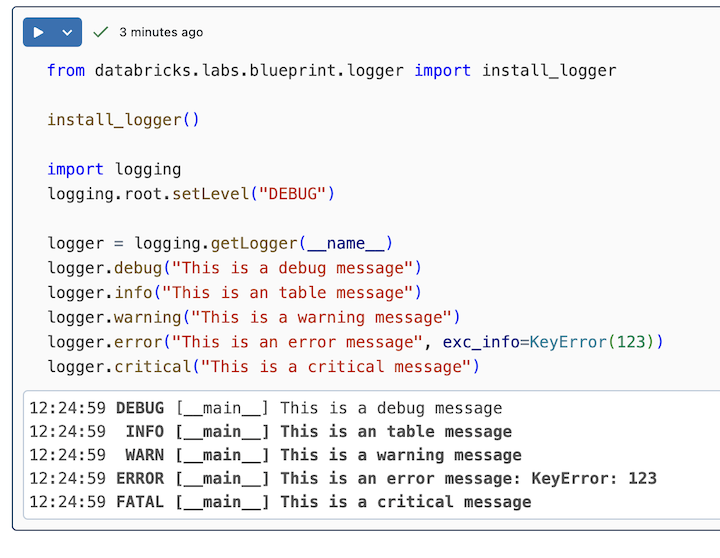 3 minutes ago
from databricks.labs.blueprint.logger import install_logger
install_logger()
import logging
logging.root.setLevel("DEBUG")
logger = logging.getLogger(__name__)
logger.debug("This is a debug message")
logger.info("This is an table message")
logger.warning("This is a warning message")
logger.error("This is an error message", exc_info=KeyError(123))
logger.critical("This is a critical message")
12:24:59 DEBUG [__main__] This is a debug message
12:24:59  INFO [__main__] This is an table message
12:24:59  WARN [__main__] This is a warning message
12:24:59 ERROR [__main__] This is an error message: KeyError: 123
12:24:59 FATAL [__main__] This is a critical message